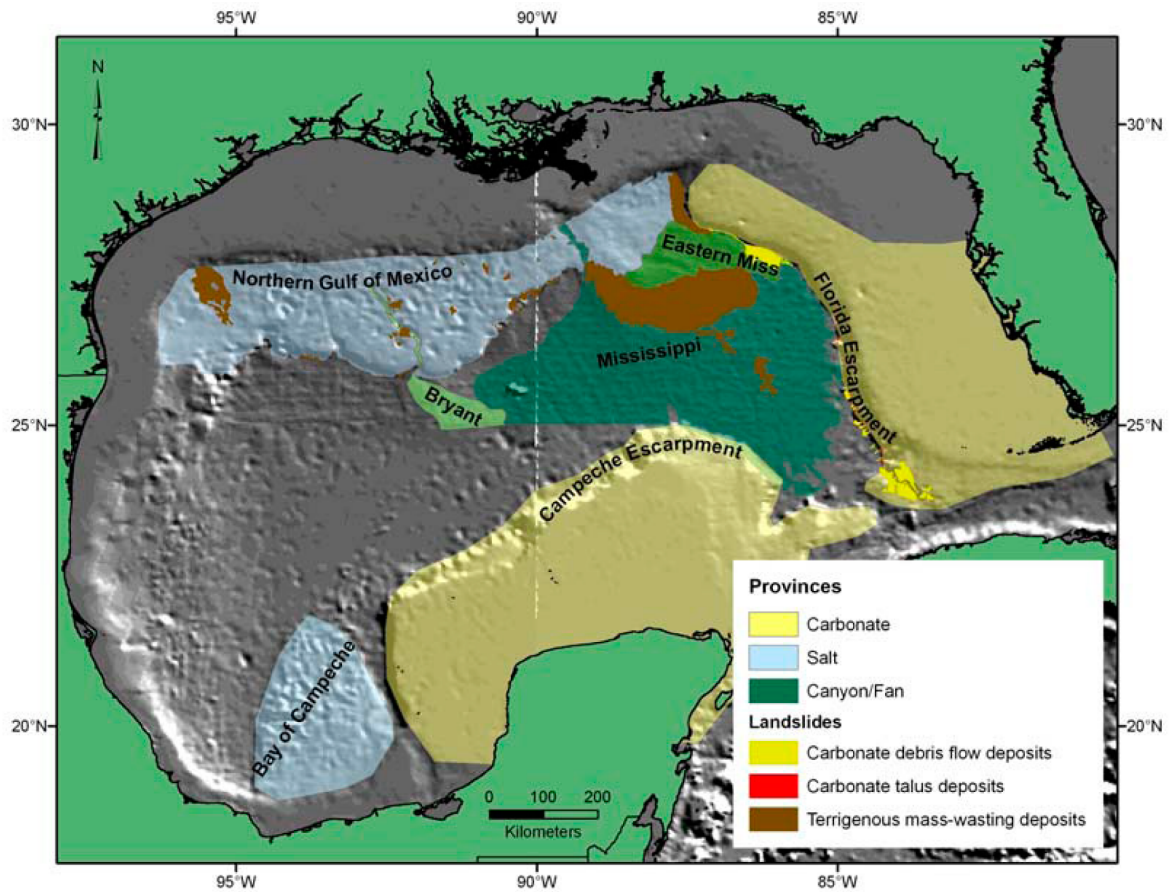 95°W 90°W 85°W
N
30°N 30°N
Northern Gulf of Mexico
Eastern Miss
Florida Escarpment
Mississippi
Bryant
25°N 25°N
Campeche Escarpment
Bay of Campeche
20°N 20°N
0 100 200
Kilometers
Provinces
Carbonate
Salt
Canyon/Fan
Landslides
Carbonate debris flow deposits
Carbonate talus deposits
Terrigenous mass-wasting deposits
95°W 90°W 85°W